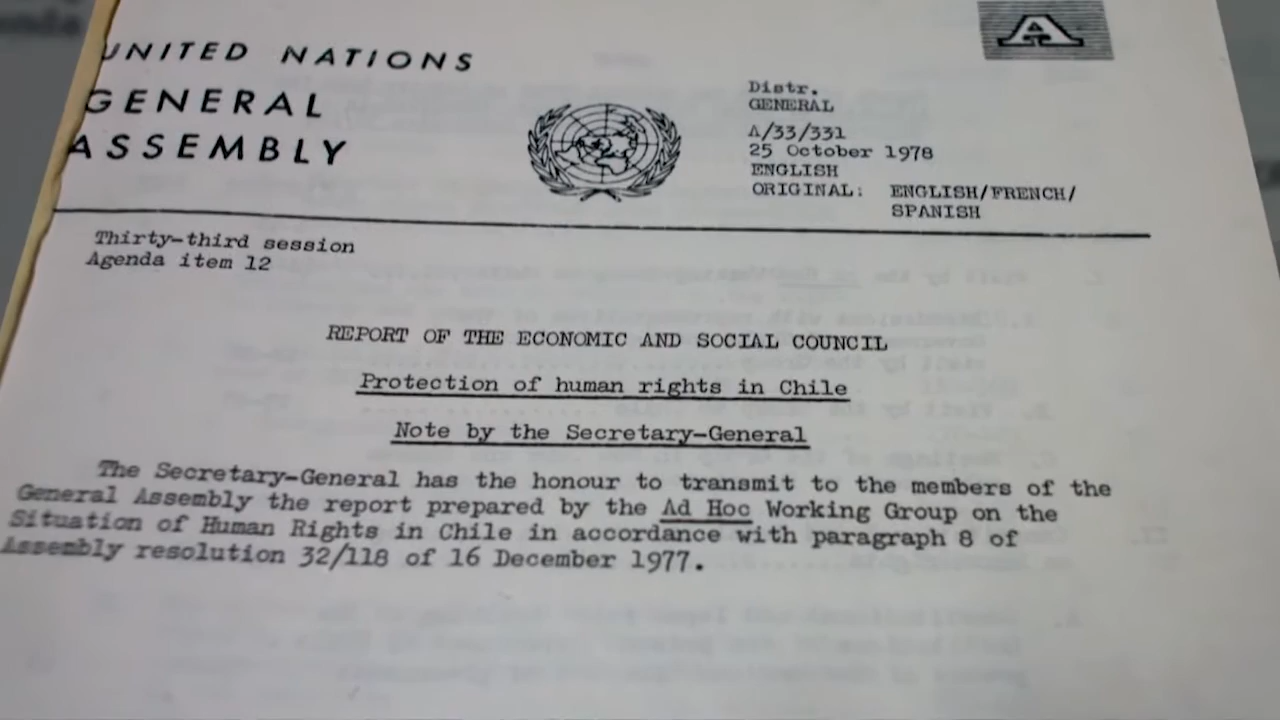 UNITED NATIONS
GENERAL
ASSEMBLY
A
Distr.
GENERAL
A/33/331
25 October 1978
ENGLISH
ORIGINAL: ENGLISH/FRENCH/
SPANISH
Thirty-third session
Agenda item 12
REPORT OF THE ECONOMIC AND SOCIAL COUNCIL
Protection of human rights in Chile
Note by the Secretary-General
The Secretary-General has the honour to transmit to the members of the
General Assembly the report prepared by the Ad Hoc Working Group on the
Situation of Human Rights in Chile in accordance with paragraph 8 of
Assembly resolution 32/118 of 16 December 1977.